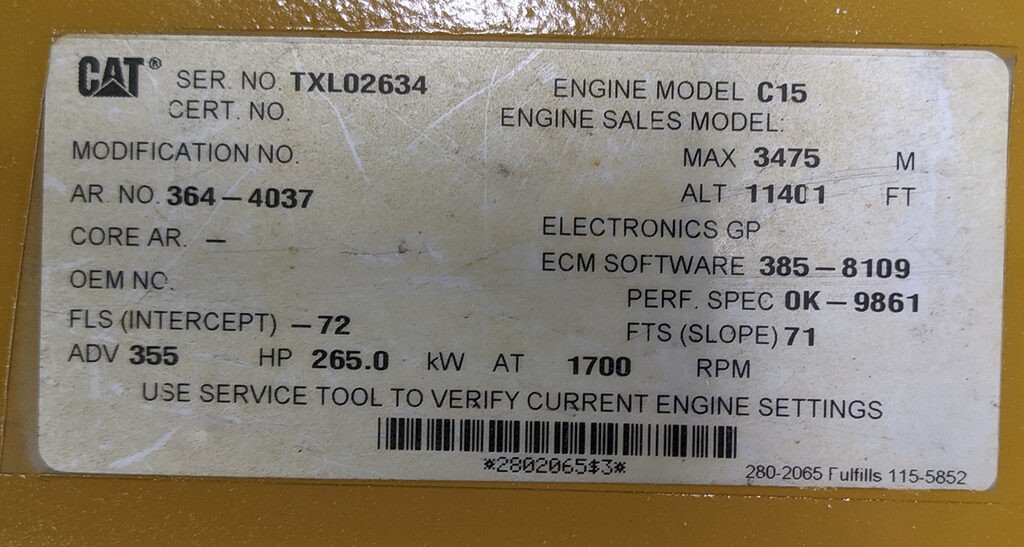 CAT® SER. NO. TXL02634 ENGINE MODEL C15
CERT. NO. ENGINE SALES MODEL:
MODIFICATION NO. MAX 3475 M
AR NO. 364-4037 ALT 11401 FT
CORE AR. - ELECTRONICS GP
OEM NO. ECM SOFTWARE 385-8109
PERF. SPEC 0K-9861
FLS (INTERCEPT) -72 FTS (SLOPE) 71
ADV 355 HP 265.0 kW AT 1700 RPM
USE SERVICE TOOL TO VERIFY CURRENT ENGINE SETTINGS
*2802065$3*
280-2065 Fulfills 115-5852